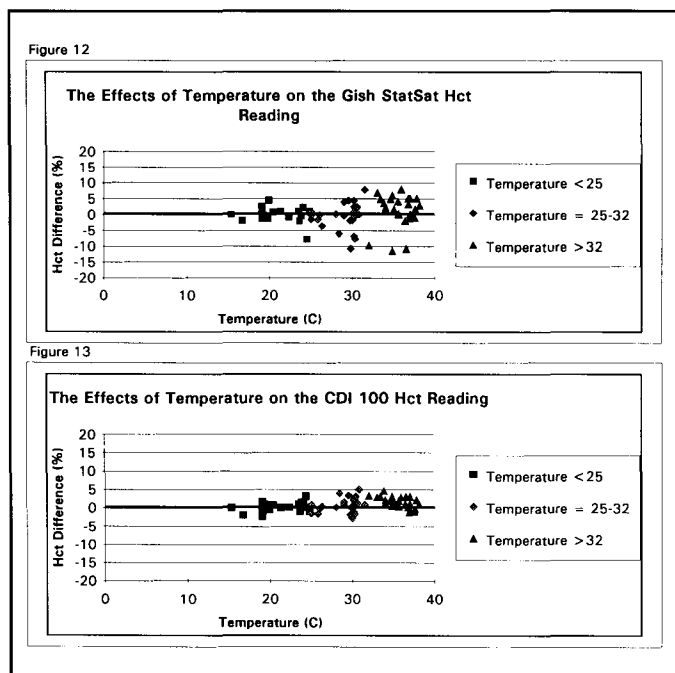 Figure 12
The Effects of Temperature on the Gish StatSat Hct
Reading
Hct Difference (%)
20
15
10
5
0
-5
-10
-15
-20
0
10
20
30
40
Temperature (C)
Temperature <25
Temperature = 25-32
Temperature >32
Figure 13
The Effects of Temperature on the CDI 100 Hct Reading
Hct Difference (%)
20
15
10
5
0
-5
-10
-15
-20
0
10
20
30
40
Temperature (C)
Temperature <25
Temperature = 25-32
Temperature >32